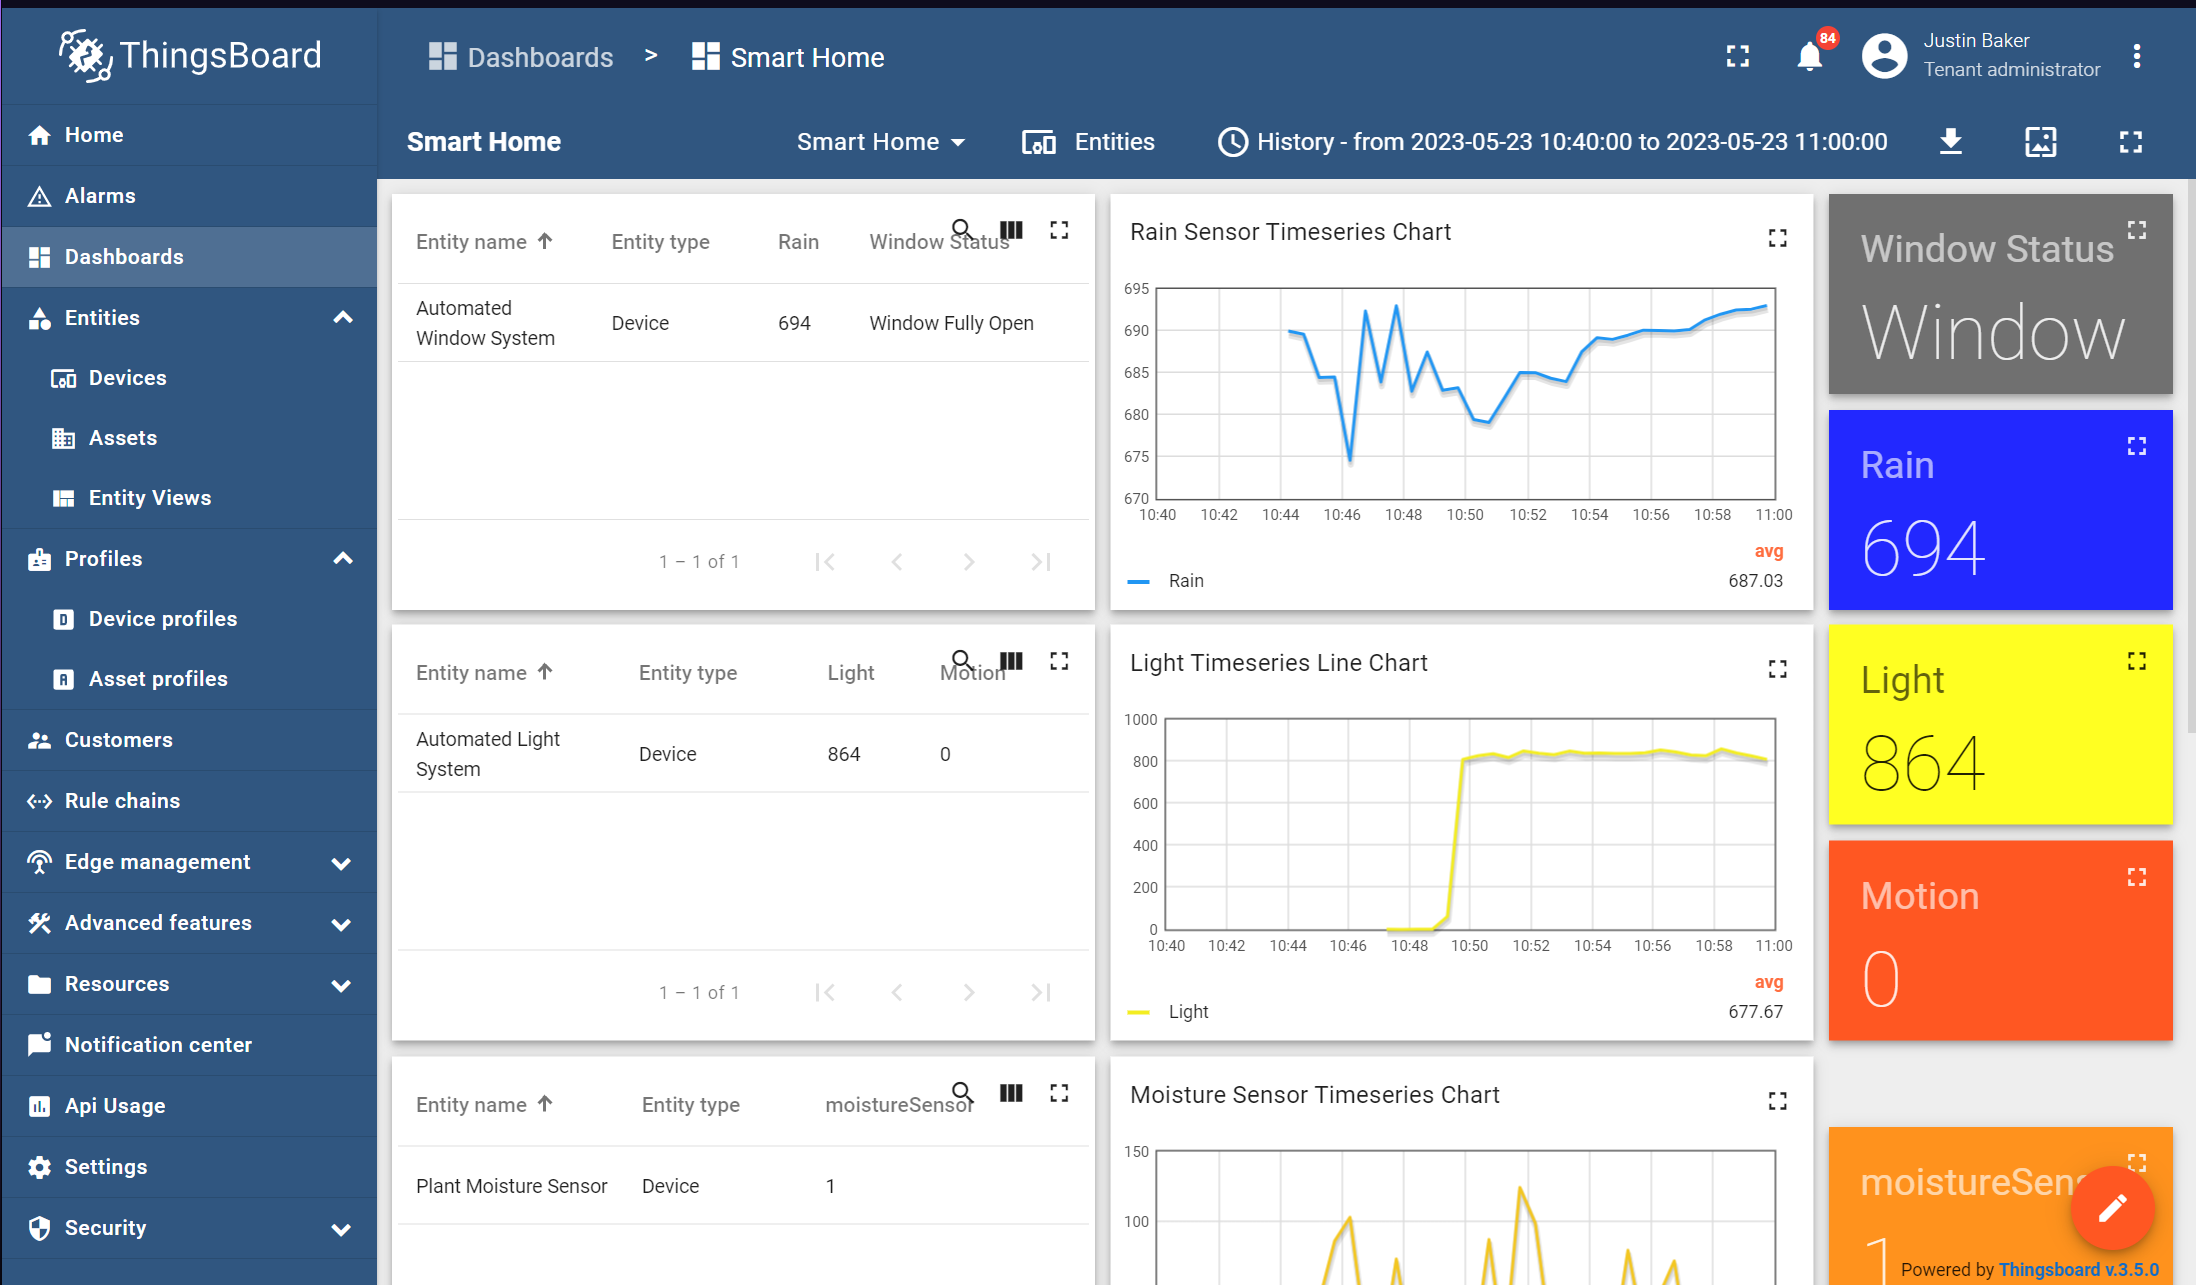 ThingsBoard
Home
Alarms
Dashboards
Entities
Devices
Assets
Entity Views
Profiles
Device profiles
Asset profiles
Customers
Rule chains
Edge management
Advanced features
Resources
Notification center
Api Usage
Settings
Security
Dashboards > Smart Home
84
Justin Baker
Tenant administrator
Smart Home
Smart Home
Entities
History - from 2023-05-23 10:40:00 to 2023-05-23 11:00:00
Entity name Entity type Rain Window Status
Automated
Window System Device 694 Window Fully Open
1 – 1 of 1
Rain Sensor Timeseries Chart
695
690
685
680
675
670
10:40 10:42 10:44 10:46 10:48 10:50 10:52 10:54 10:56 10:58 11:00
avg
Rain 687.03
Window Status
Window
Rain
694
Entity name Entity type Light Motion
Automated Light
System Device 864 0
1 – 1 of 1
Light Timeseries Line Chart
1000
800
600
400
200
0
10:40 10:42 10:44 10:46 10:48 10:50 10:52 10:54 10:56 10:58 11:00
avg
Light 677.67
Light
864
Motion
0
Entity name Entity type moistureSensor
Plant Moisture Sensor Device 1
Moisture Sensor Timeseries Chart
150
100
moistureSens
1
Powered by Thingsboard v.3.5.0